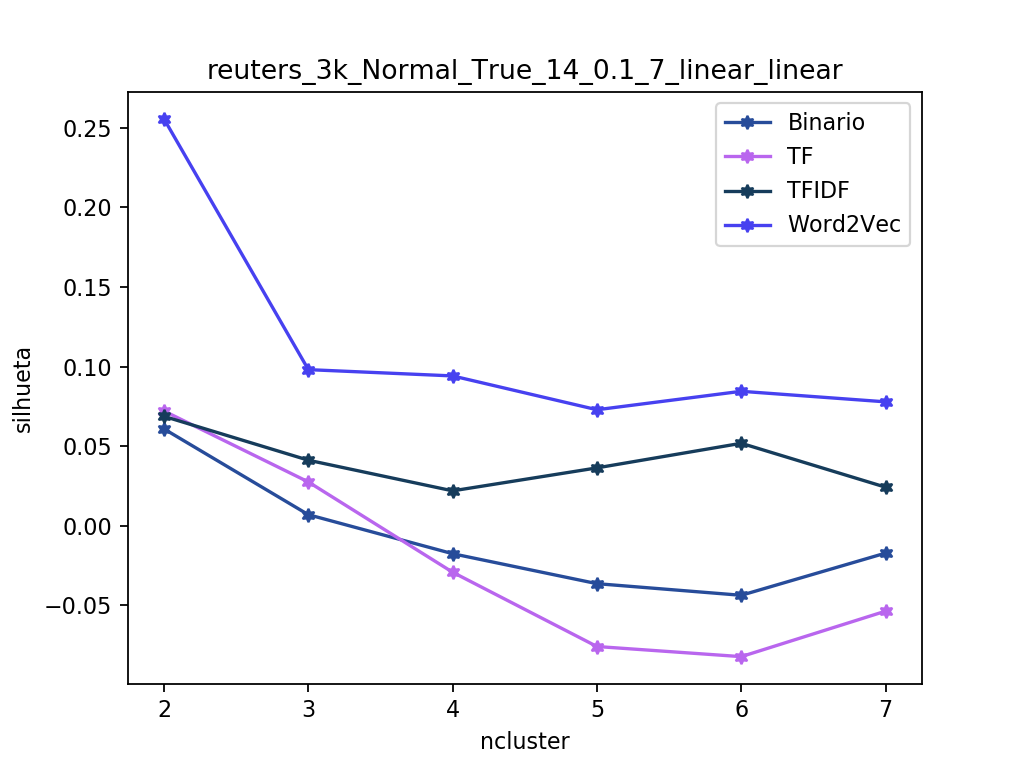 reuters_3k_Normal_True_14_0.1_7_linear_linear
Binario
TF
TFIDF
Word2Vec
0.25
0.20
0.15
0.10
0.05
0.00
−0.05
silhueta
2 3 4 5 6 7
ncluster